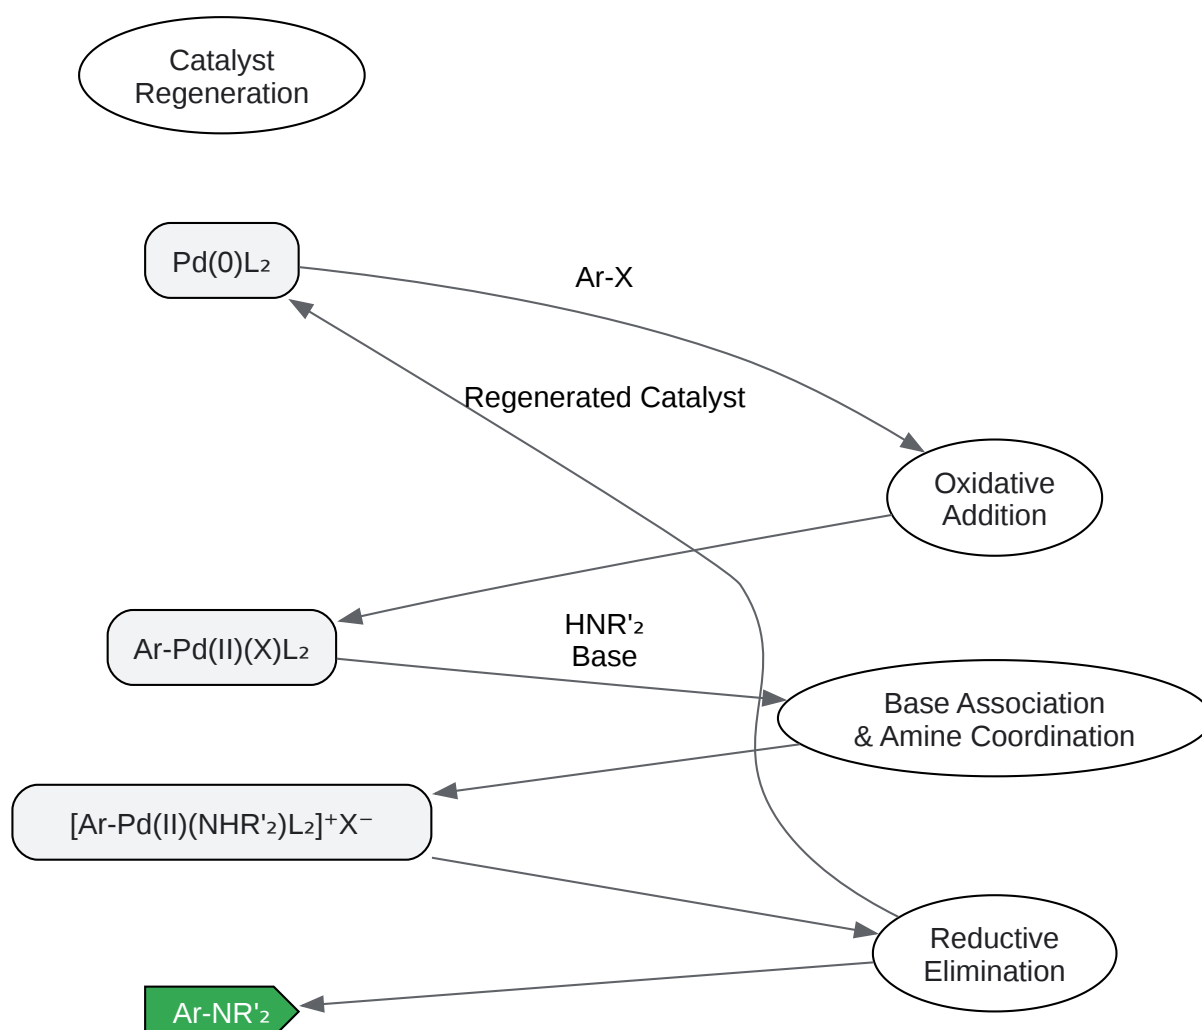 Catalyst
Regeneration
Pd(0)L₂
Ar-X
Regenerated Catalyst
Oxidative
Addition
Ar-Pd(II)(X)L₂
HNR'₂
Base
Base Association
& Amine Coordination
[Ar-Pd(II)(NHR'₂)L₂]⁺X⁻
Reductive
Elimination
Ar-NR'₂